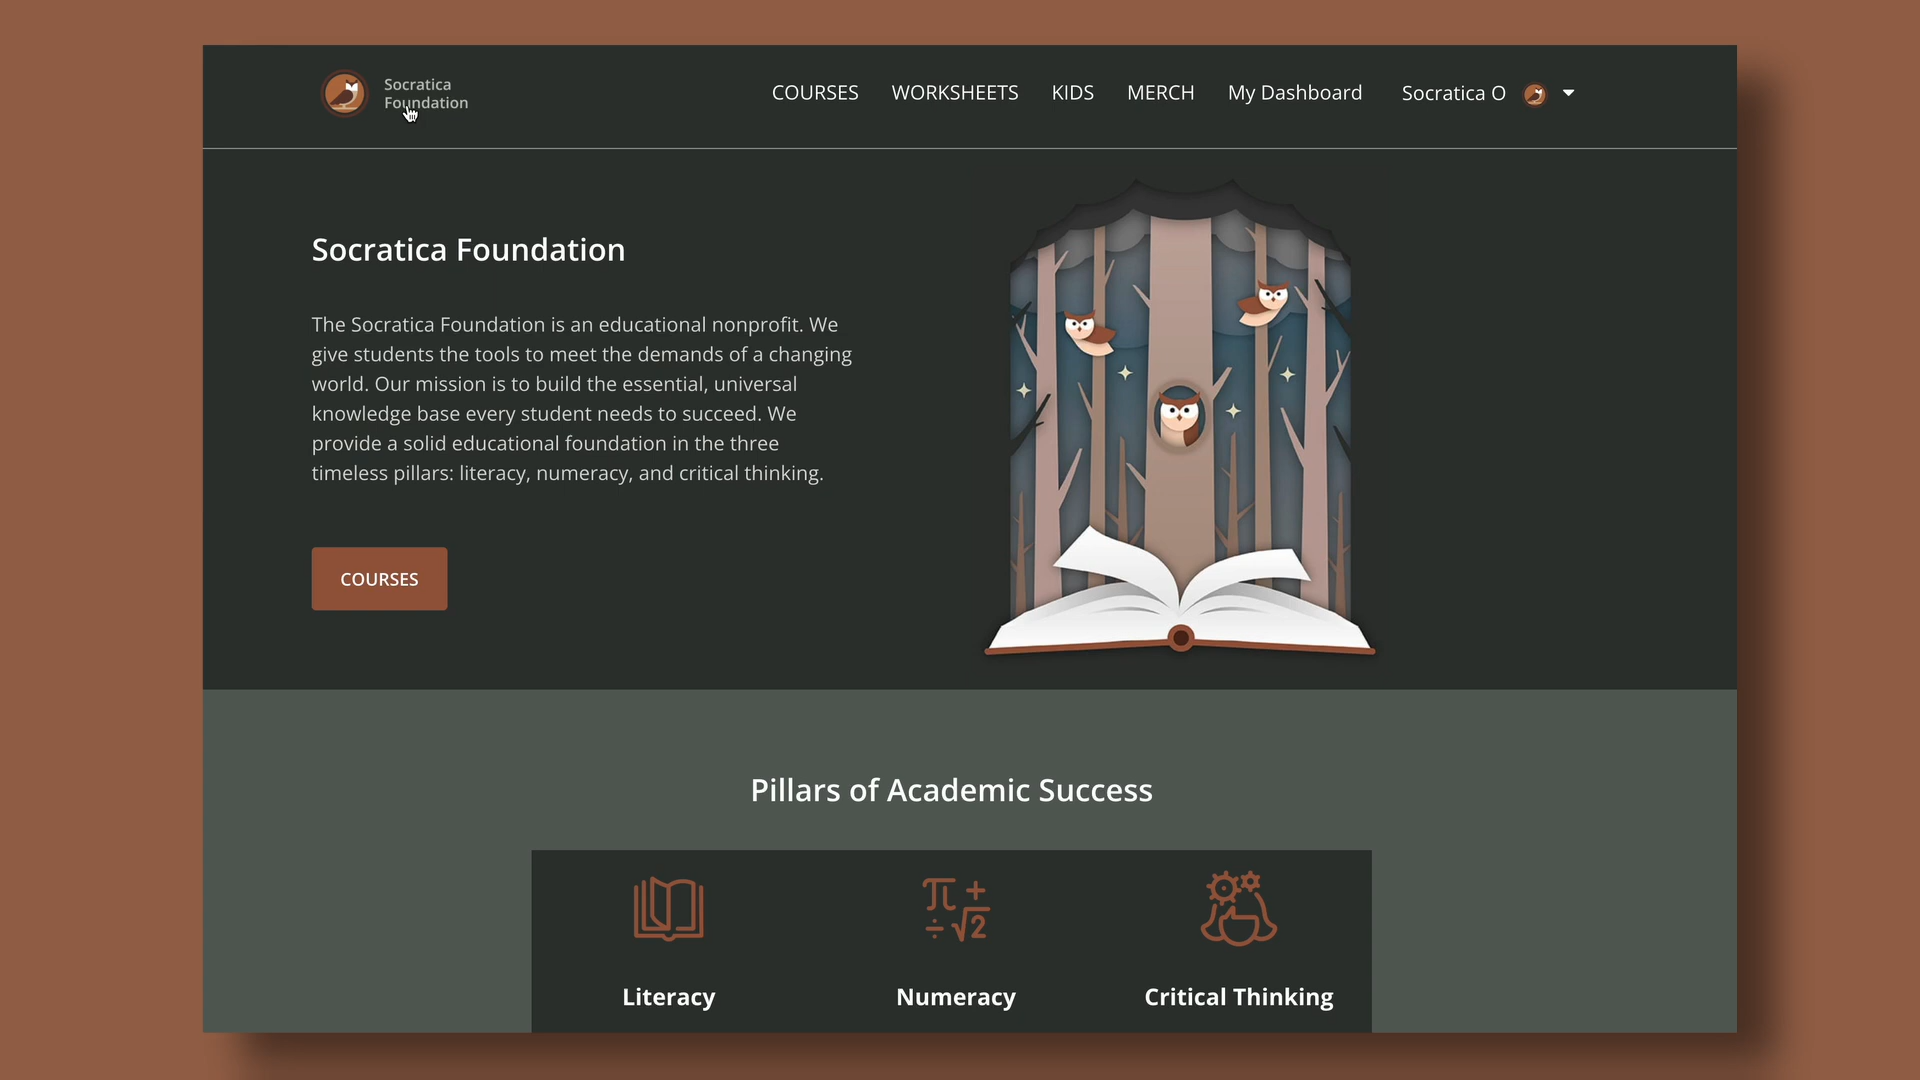 Socratica
Foundation
COURSES WORKSHEETS KIDS MERCH My Dashboard Socratica O
Socratica Foundation
The Socratica Foundation is an educational nonprofit. We
give students the tools to meet the demands of a changing
world. Our mission is to build the essential, universal
knowledge base every student needs to succeed. We
provide a solid educational foundation in the three
timeless pillars: literacy, numeracy, and critical thinking.
COURSES
Pillars of Academic Success
π +
÷ √2
Literacy Numeracy Critical Thinking